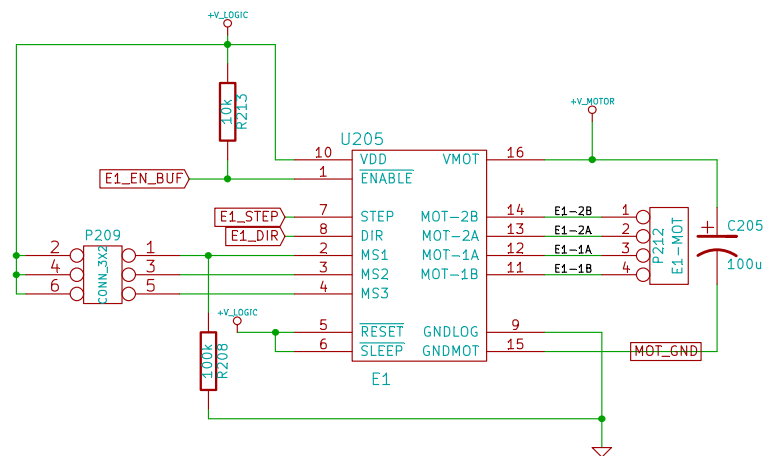 +V_LOGIC
10k
R213
E1_EN_BUF
U205
10 VDD
1 ENABLE
VMOT 16
+V_MOTOR
E1_STEP
E1_DIR
7 STEP
8 DIR
2 MS1
3 MS2
4 MS3
MOT-2B 14 E1-2B 1
MOT-2A 13 E1-2A 2
MOT-1A 12 E1-1A 3
MOT-1B 11 E1-1B 4
P212
E1-MOT
+
C205
100u
P209
CONN_3X2
2 1
4 3
6 5
+V_LOGIC
100k
R208
5 RESET
6 SLEEP
GNDLOG 9
GNDMOT 15
MOT_GND
E1